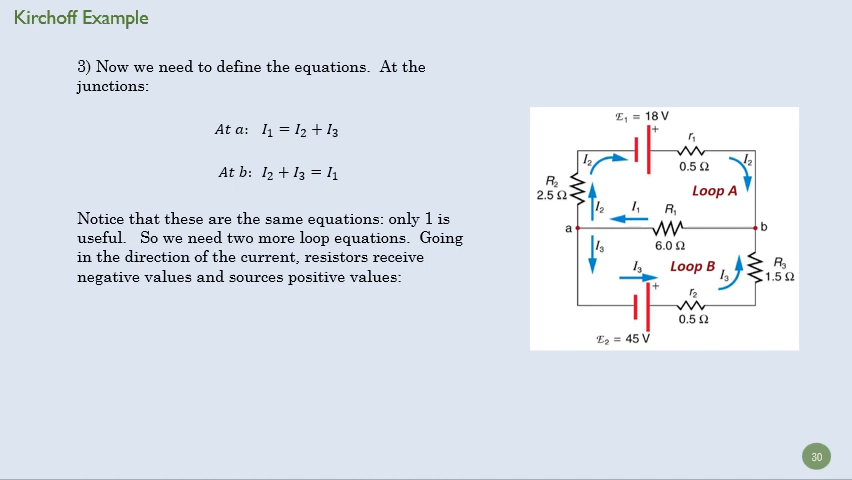 Kirchoff Example
3) Now we need to define the equations.  At the
junctions:
At a:  I₁ = I₂ + I₃
At b:  I₂ + I₃ = I₁
Notice that these are the same equations: only 1 is
useful.   So we need two more loop equations.  Going
in the direction of the current, resistors receive
negative values and sources positive values:
ℰ₁ = 18 V
+
r₁
I₂
0.5 Ω
I₂
R₂
2.5 Ω
Loop A
I₂
I₁
R₁
a
b
6.0 Ω
I₃
I₃
Loop B
I₃
R₃
1.5 Ω
+
r₂
0.5 Ω
ℰ₂ = 45 V
30